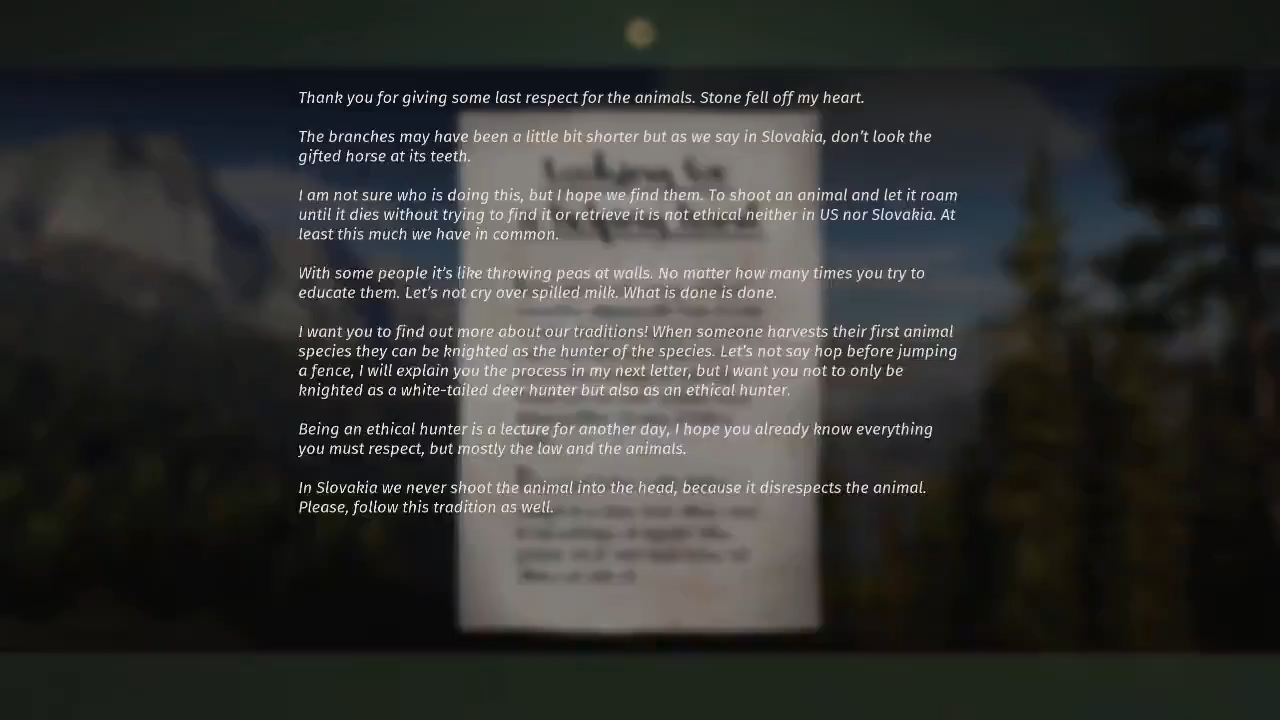 Thank you for giving some last respect for the animals. Stone fell off my heart.
The branches may have been a little bit shorter but as we say in Slovakia, don't look the
gifted horse at its teeth.
I am not sure who is doing this, but I hope we find them. To shoot an animal and let it roam
until it dies without trying to find it or retrieve it is not ethical neither in US nor Slovakia. At
least this much we have in common.
With some people it's like throwing peas at walls. No matter how many times you try to
educate them. Let's not cry over spilled milk. What is done is done.
I want you to find out more about our traditions! When someone harvests their first animal
species they can be knighted as the hunter of the species. Let's not say hop before jumping
a fence, I will explain you the process in my next letter, but I want you not to only be
knighted as a white-tailed deer hunter but also as an ethical hunter.
Being an ethical hunter is a lecture for another day, I hope you already know everything
you must respect, but mostly the law and the animals.
In Slovakia we never shoot the animal into the head, because it disrespects the animal.
Please, follow this tradition as well.